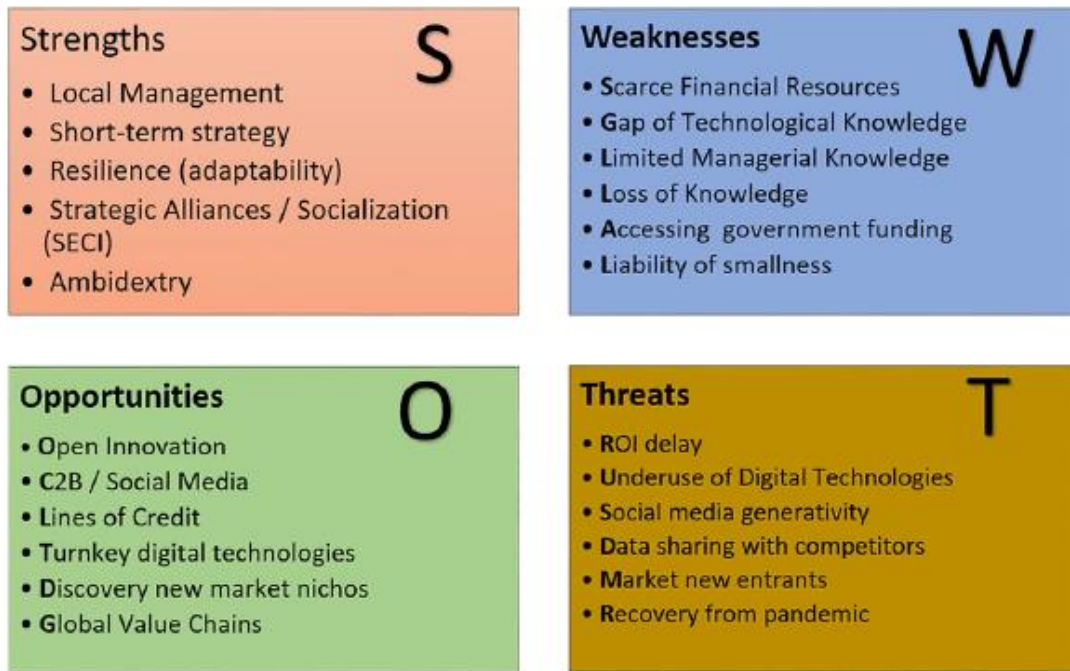 Strengths
S
• Local Management
• Short-term strategy
• Resilience (adaptability)
• Strategic Alliances / Socialization
(SECI)
• Ambidextry
Weaknesses
W
• Scarce Financial Resources
• Gap of Technological Knowledge
• Limited Managerial Knowledge
• Loss of Knowledge
• Accessing government funding
• Liability of smallness
Opportunities
O
• Open Innovation
• C2B / Social Media
• Lines of Credit
• Turnkey digital technologies
• Discovery new market nichos
• Global Value Chains
Threats
T
• ROI delay
• Underuse of Digital Technologies
• Social media generativity
• Data sharing with competitors
• Market new entrants
• Recovery from pandemic